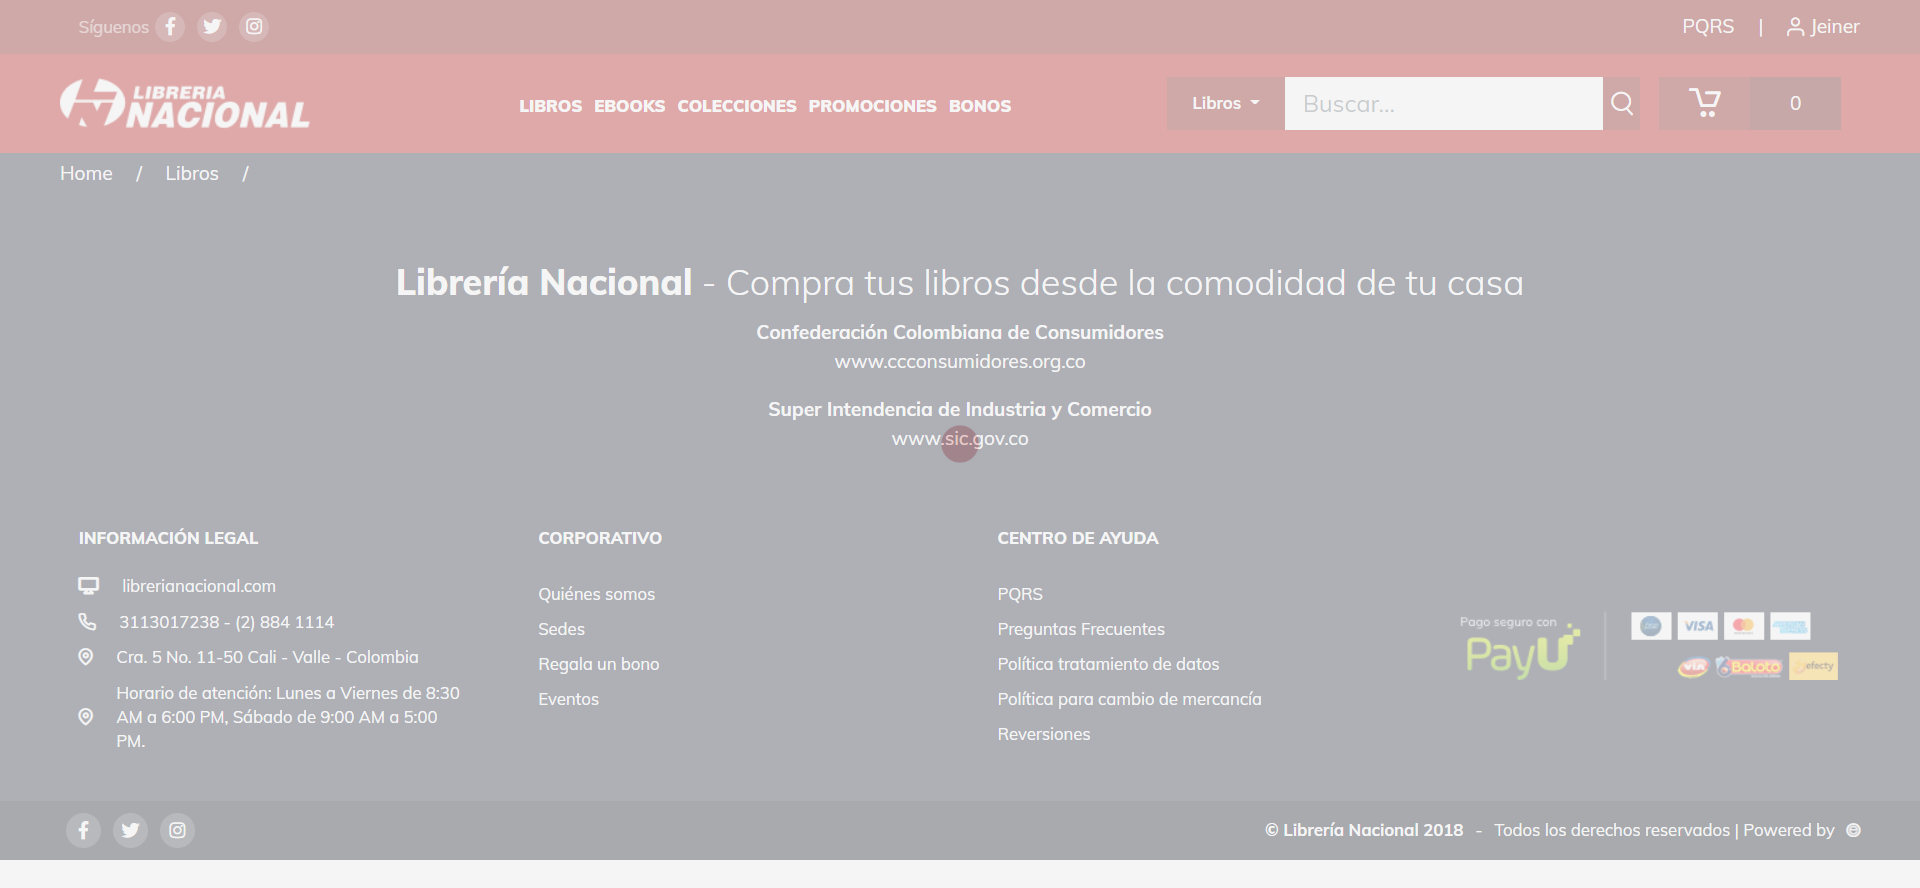 Síguenos
PQRS | Jeiner
LIBRERIA
NACIONAL
LIBROS EBOOKS COLECCIONES PROMOCIONES BONOS
Libros
Buscar...
0
Home / Libros /
Librería Nacional - Compra tus libros desde la comodidad de tu casa
Confederación Colombiana de Consumidores
www.ccconsumidores.org.co
Super Intendencia de Industria y Comercio
www.sic.gov.co
INFORMACIÓN LEGAL
librerianacional.com
3113017238 - (2) 884 1114
Cra. 5 No. 11-50 Cali - Valle - Colombia
Horario de atención: Lunes a Viernes de 8:30
AM a 6:00 PM, Sábado de 9:00 AM a 5:00
PM.
CORPORATIVO
Quiénes somos
Sedes
Regala un bono
Eventos
CENTRO DE AYUDA
PQRS
Preguntas Frecuentes
Política tratamiento de datos
Política para cambio de mercancía
Reversiones
Pago seguro con
PayU
VISA
VIA Baloto efecty
© Librería Nacional 2018 - Todos los derechos reservados | Powered by